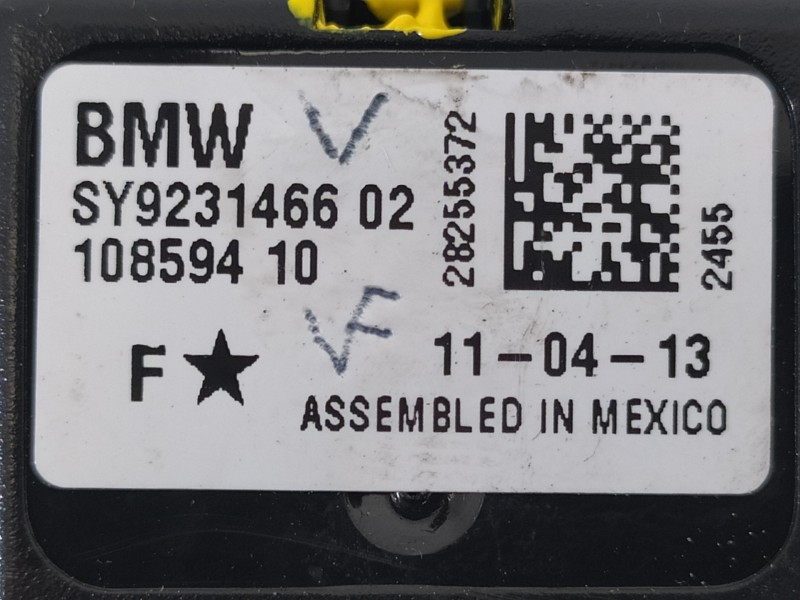 BMW V
SY9231466 02
108594 10
28255372
2455
VF
F★
11-04-13
ASSEMBLED IN MEXICO